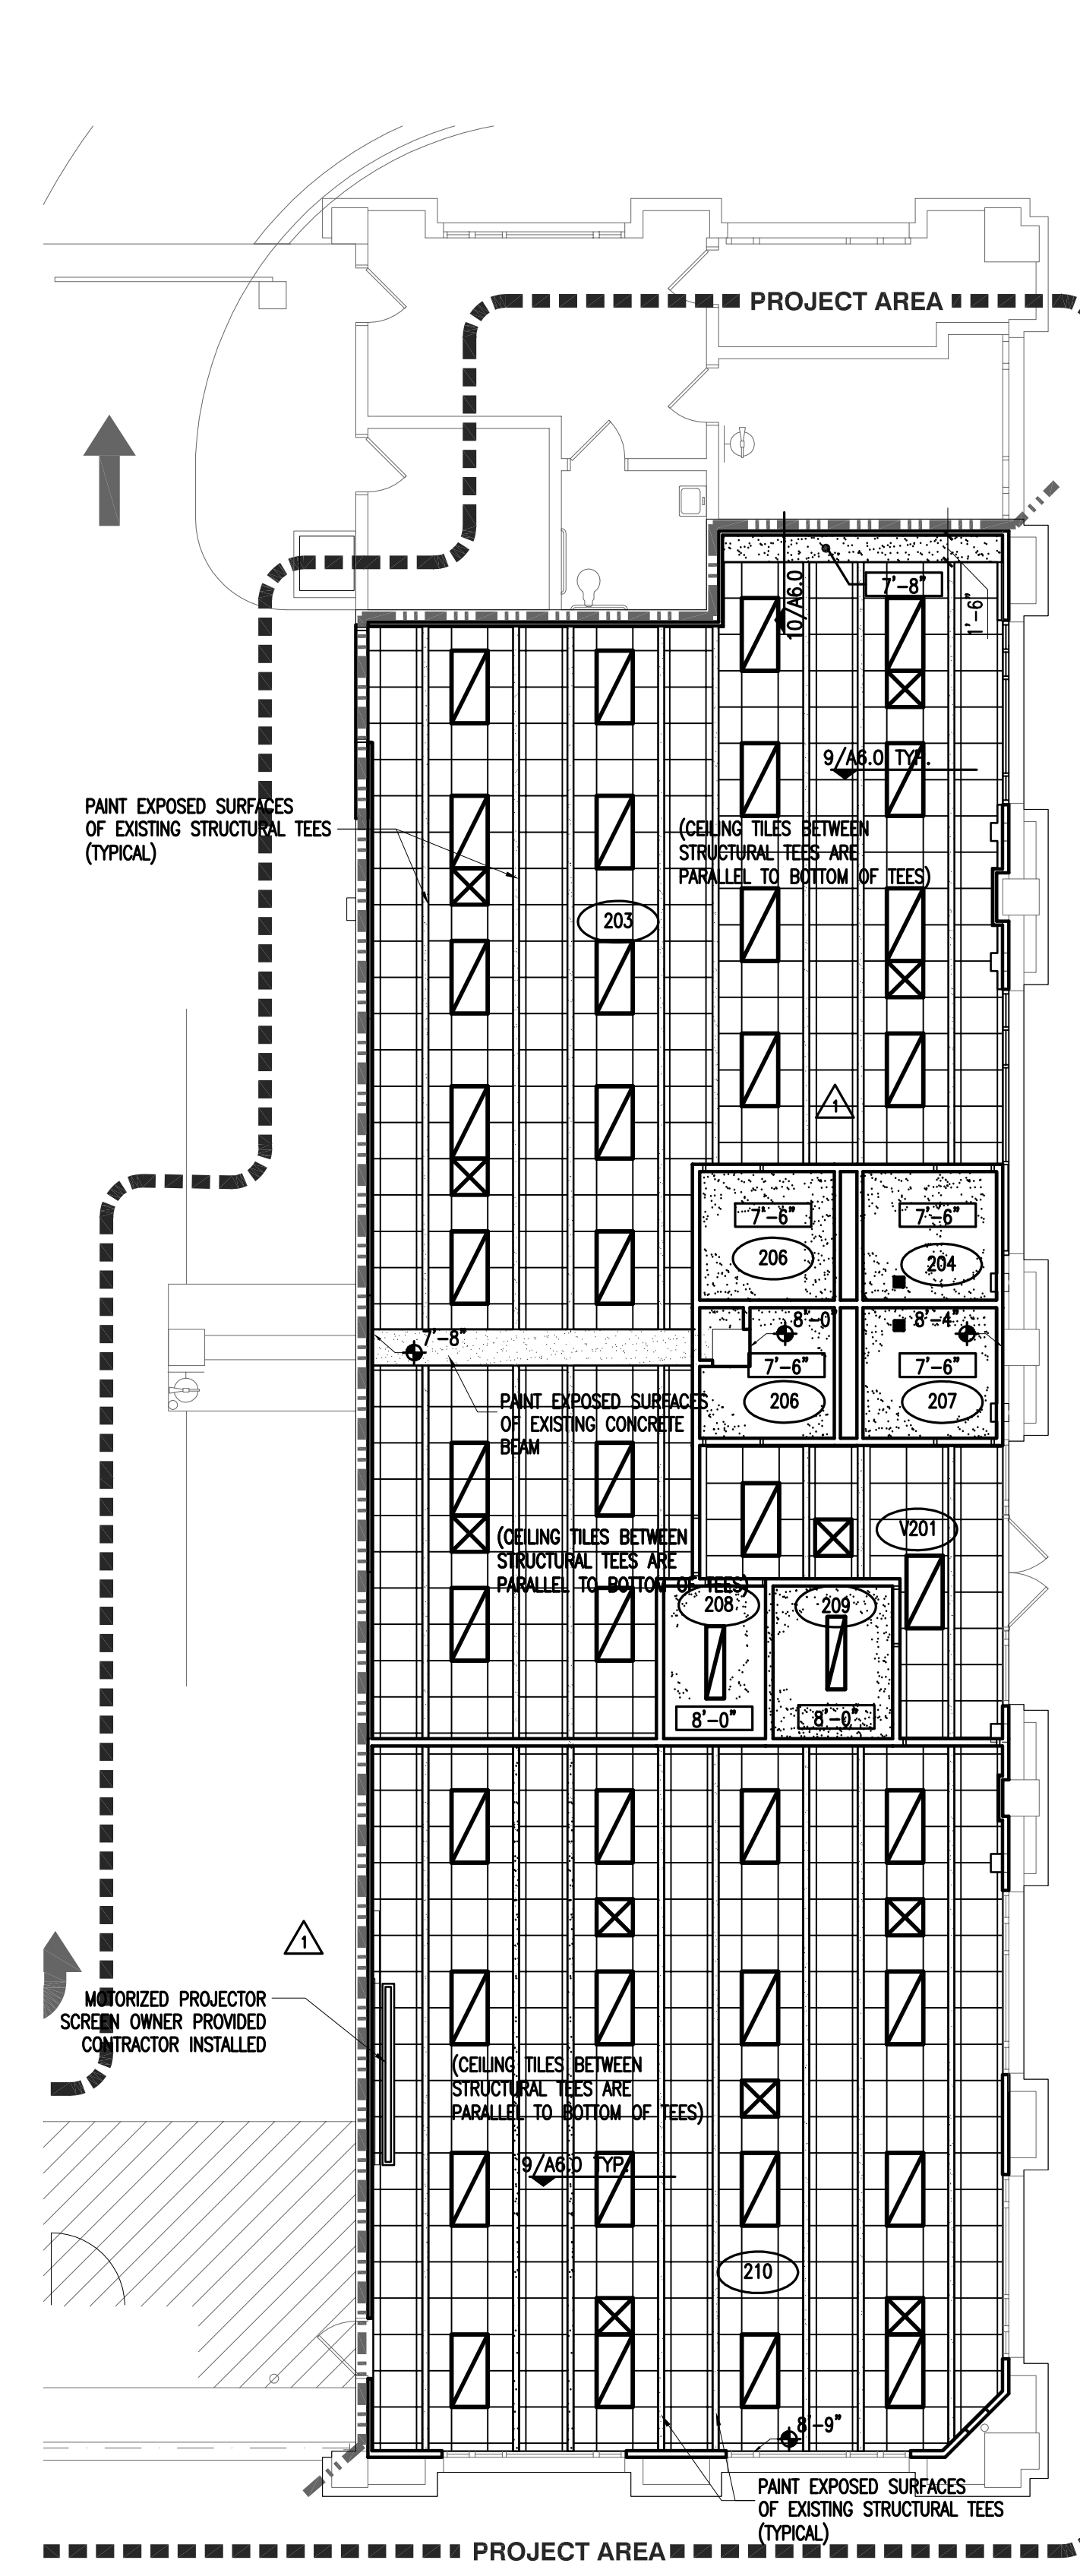 PROJECT AREA
7'-8"
10/A6.0
1'-6"
9/A6.0 TYP.
PAINT EXPOSED SURFACES
OF EXISTING STRUCTURAL TEES
(TYPICAL)
(CEILING TILES BETWEEN
STRUCTURAL TEES ARE
PARALLEL TO BOTTOM OF TEES)
203
1
7'-6"
7'-6"
206
204
8'-0"
8'-4"
7'-8"
7'-6"
7'-6"
206
207
PAINT EXPOSED SURFACES
OF EXISTING CONCRETE
BEAM
V201
(CEILING TILES BETWEEN
STRUCTURAL TEES ARE
PARALLEL TO BOTTOM OF TEES)
208
209
8'-0"
8'-0"
1
MOTORIZED PROJECTOR
SCREEN OWNER PROVIDED
CONTRACTOR INSTALLED
(CEILING TILES BETWEEN
STRUCTURAL TEES ARE
PARALLEL TO BOTTOM OF TEES)
9/A6.0 TYP.
210
8'-9"
PAINT EXPOSED SURFACES
OF EXISTING STRUCTURAL TEES
(TYPICAL)
PROJECT AREA